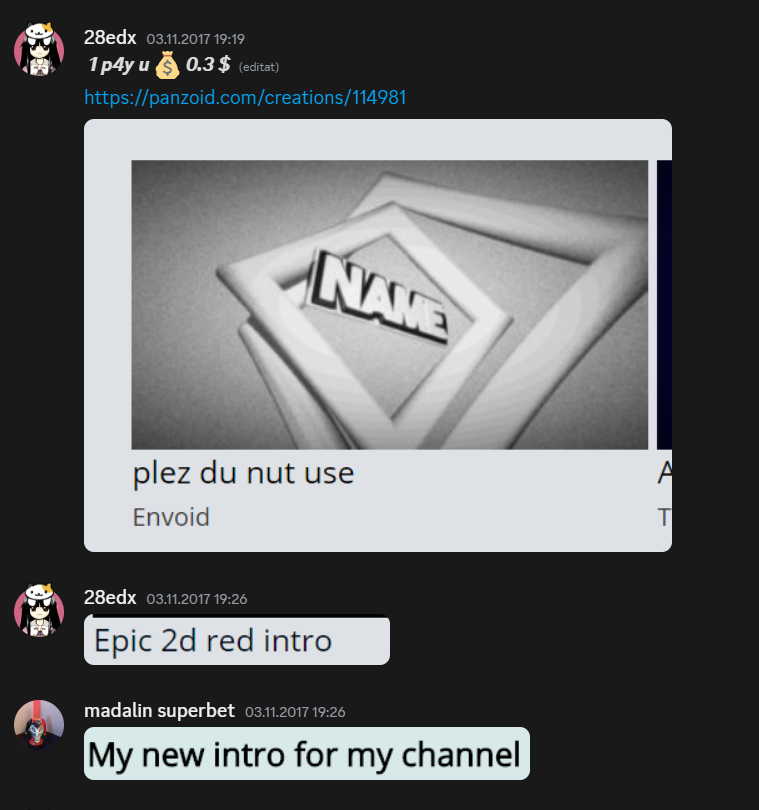 28edx 03.11.2017 19:19
1 p4y u 💰 0.3 $ (editat)
https://panzoid.com/creations/114981
NAME
plez du nut use
A
Envoid
T
28edx 03.11.2017 19:26
Epic 2d red intro
madalin superbet 03.11.2017 19:26
My new intro for my channel